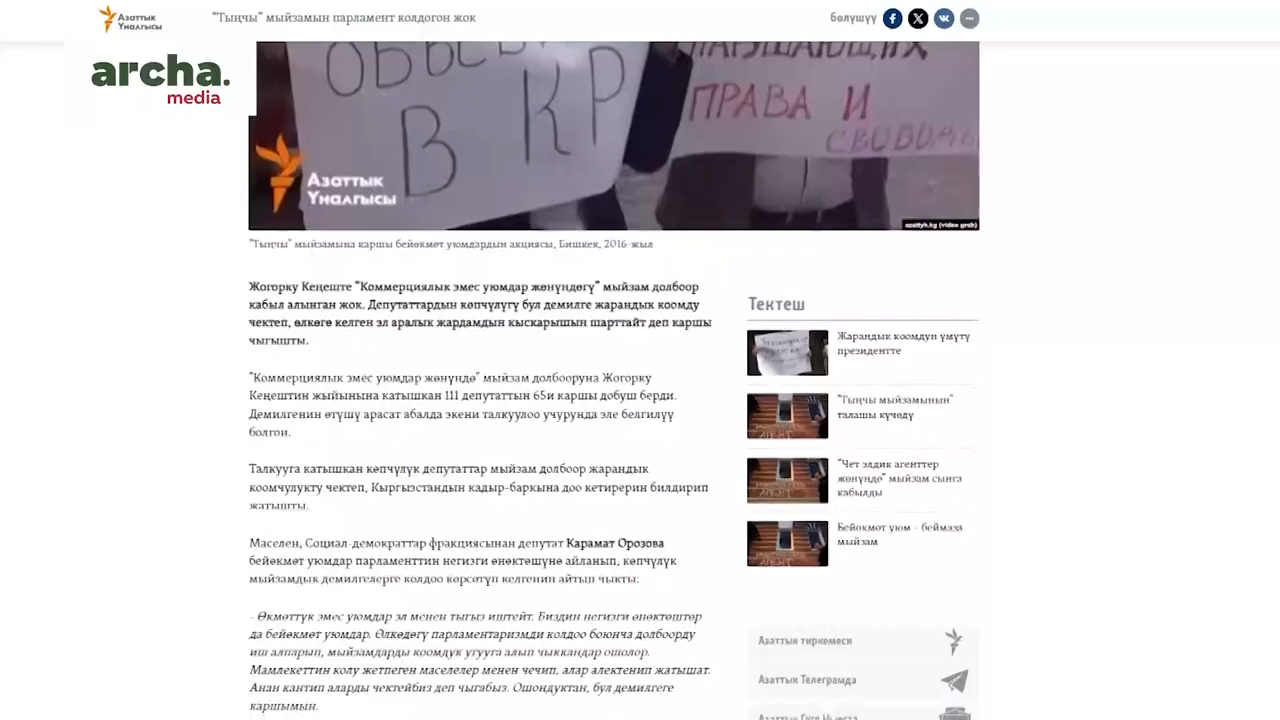 Азаттык
Үналгысы
"Тыңчы" мыйзамын парламент колдогон жок
бөлүшүү
archa.
media
В КР
ПРАВА И
СВОБОДЫ
Азаттык
Үналгысы
azattyk.kg (video grab)
"Тыңчы" мыйзамына каршы бейөкмөт уюмдардын акциясы, Бишкек, 2016-жыл
Жогорку Кеңеште "Коммерциялык эмес уюмдар жөнүндөгү" мыйзам долбоор
кабыл алынган жок. Депутаттардын көпчүлүгү бул демилге жарандык коомду
чектеп, өлкөгө келген эл аралык жардамдын кыскарышын шарттайт деп каршы
чыгышты.
"Коммерциялык эмес уюмдар жөнүндө" мыйзам долбооруна Жогорку
Кеңештин жыйынына катышкан 111 депутаттын 65и каршы добуш берди.
Демилгенин өтүшү арасат абалда экени талкуулоо учурунда эле белгилүү
болгон.
Талкууга катышкан көпчүлүк депутаттар мыйзам долбоор жарандык
коомчулукту чектеп, Кыргызстандын кадыр-баркына доо кетирерин билдирип
жатышты.
Маселен, Социал-демократтар фракциясынан депутат Карамат Орозова
бейөкмөт уюмдар парламенттин негизги өнөктөшүнө айланып, көпчүлүк
мыйзамдык демилгелерге колдоо көрсөтүп келгенин айтып чыкты:
- Өкмөттүк эмес уюмдар эл менен тыгыз иштейт. Биздин негизги өнөктөштөр
да бейөкмөт уюмдар. Өлкөдөгү парламентаризмди колдоо боюнча долбоорду
иш алпарып, мыйзамдарды коомдук угууга алып чыккандар ошолор.
Мамлекеттин колу жетпеген маселелер менен чечип, алар алектенип жатышат.
Анан кантип аларды чектейбиз деп чыгабыз. Ошондуктан, бул демилгеге
каршымын.
Тектеш
Жарандык коомдун үмүтү
президентте
"Тыңчы мыйзамынын"
талашы күчөдү
"Чет элдик агенттер
жөнүндө" мыйзам сынга
кабылды
Бейөкмөт уюм - беймаза
мыйзам
Азаттык тиркемеси
Азаттык Телеграмда